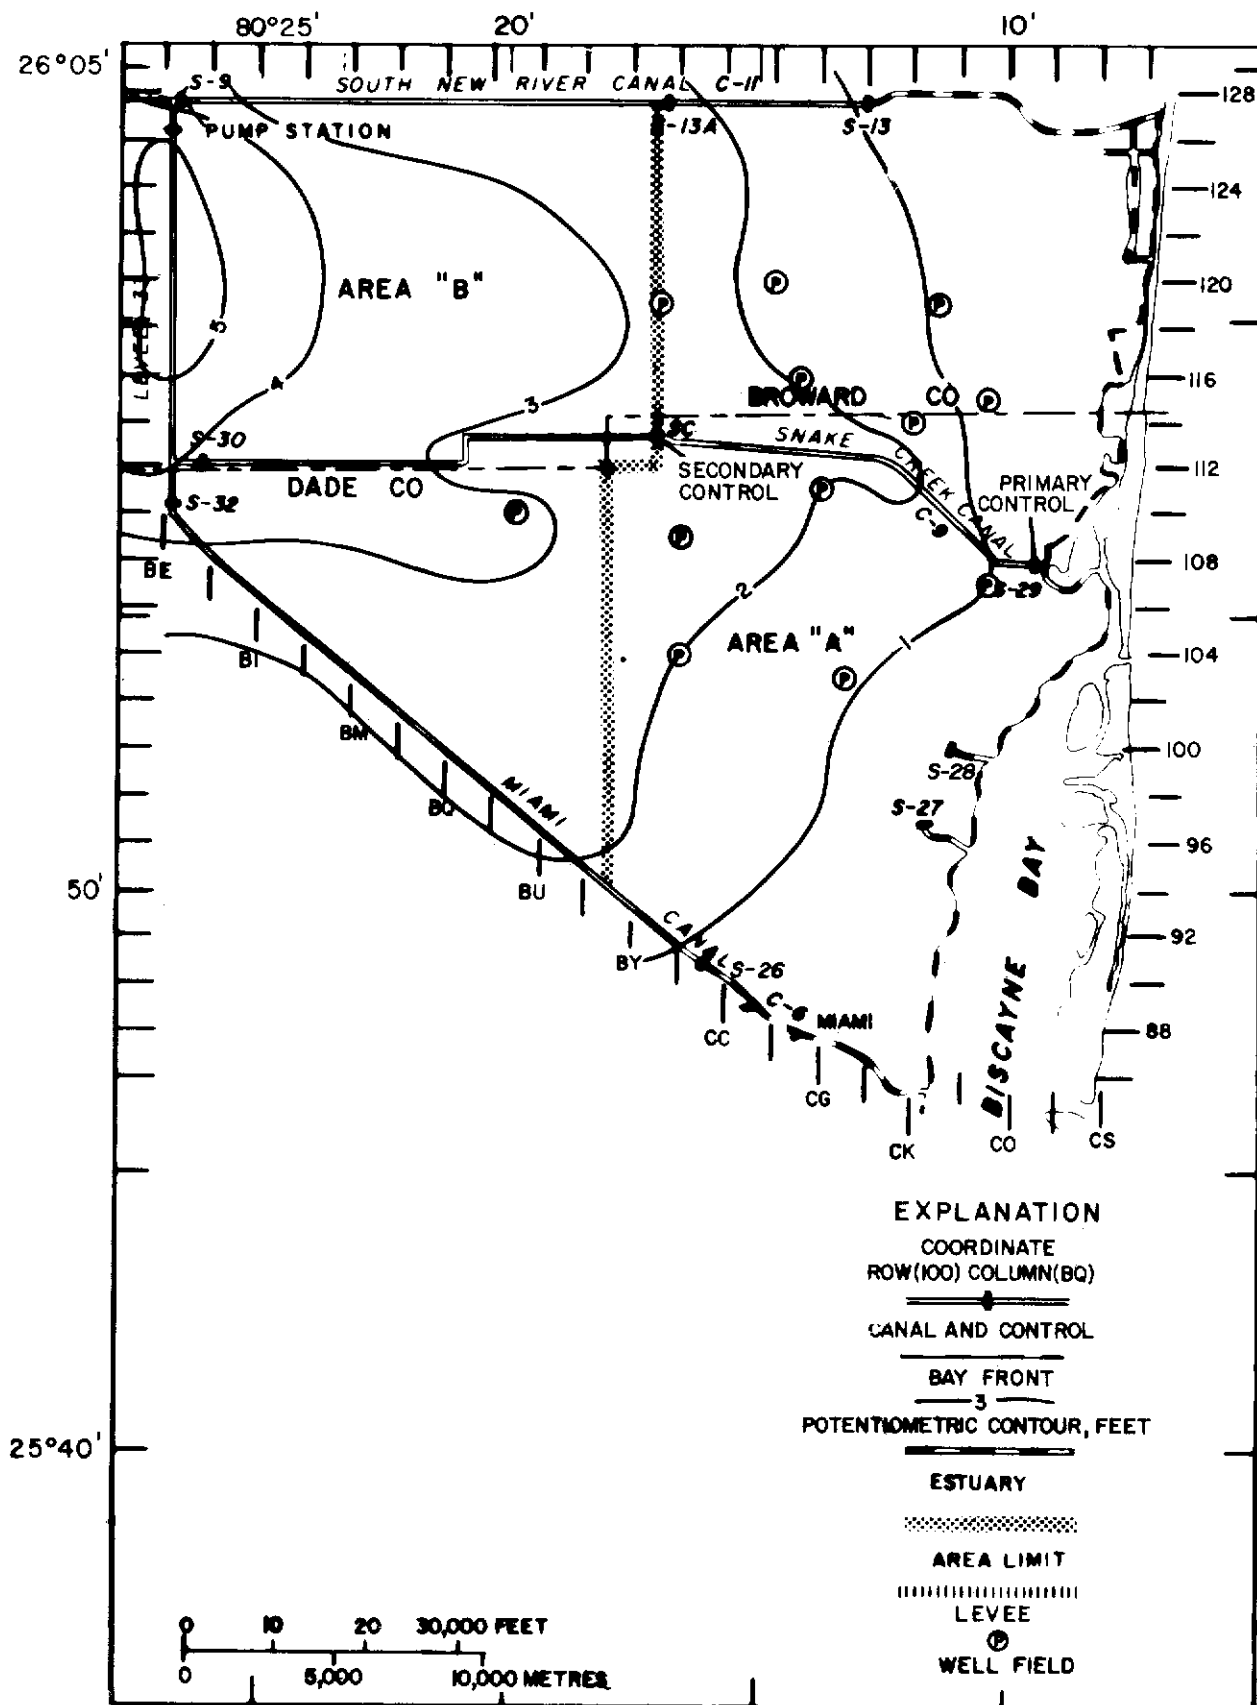 80°25' 20' 10'
26°05'
S-9 SOUTH NEW RIVER CANAL C-11
128
PUMP STATION
S-13A
S-13
124
AREA "B"
120
5
4
3
116
BROWARD CO
S-30
SC
SNAKE CREEK CANAL
C-9
112
DADE CO
SECONDARY
CONTROL
PRIMARY
CONTROL
S-32
108
S-29
BE
2
AREA "A"
1
104
BI
BM
100
S-28
BQ
MIAMI CANAL
S-27
96
50'
BU
BISCAYNE BAY
92
BY
S-26
C-6
MIAMI
88
CC
CG
CK CO CS
EXPLANATION
COORDINATE
ROW(100) COLUMN(BQ)
CANAL AND CONTROL
BAY FRONT
3
POTENTIOMETRIC CONTOUR, FEET
25°40'
ESTUARY
AREA LIMIT
LEVEE
P
WELL FIELD
0 10 20 30,000 FEET
0 5,000 10,000 METRES
P
P
P
P
P
P
P
P
P
P
P
P
P